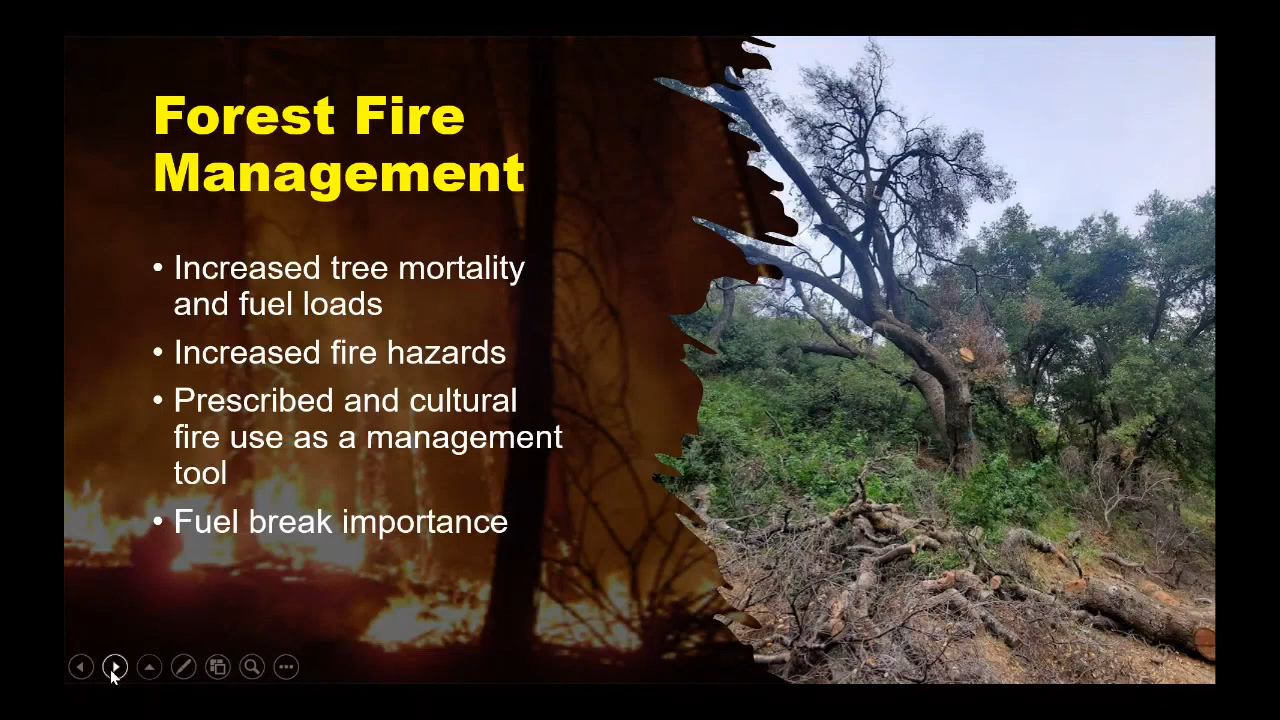 Forest Fire
Management
• Increased tree mortality
and fuel loads
• Increased fire hazards
• Prescribed and cultural
fire use as a management
tool
• Fuel break importance